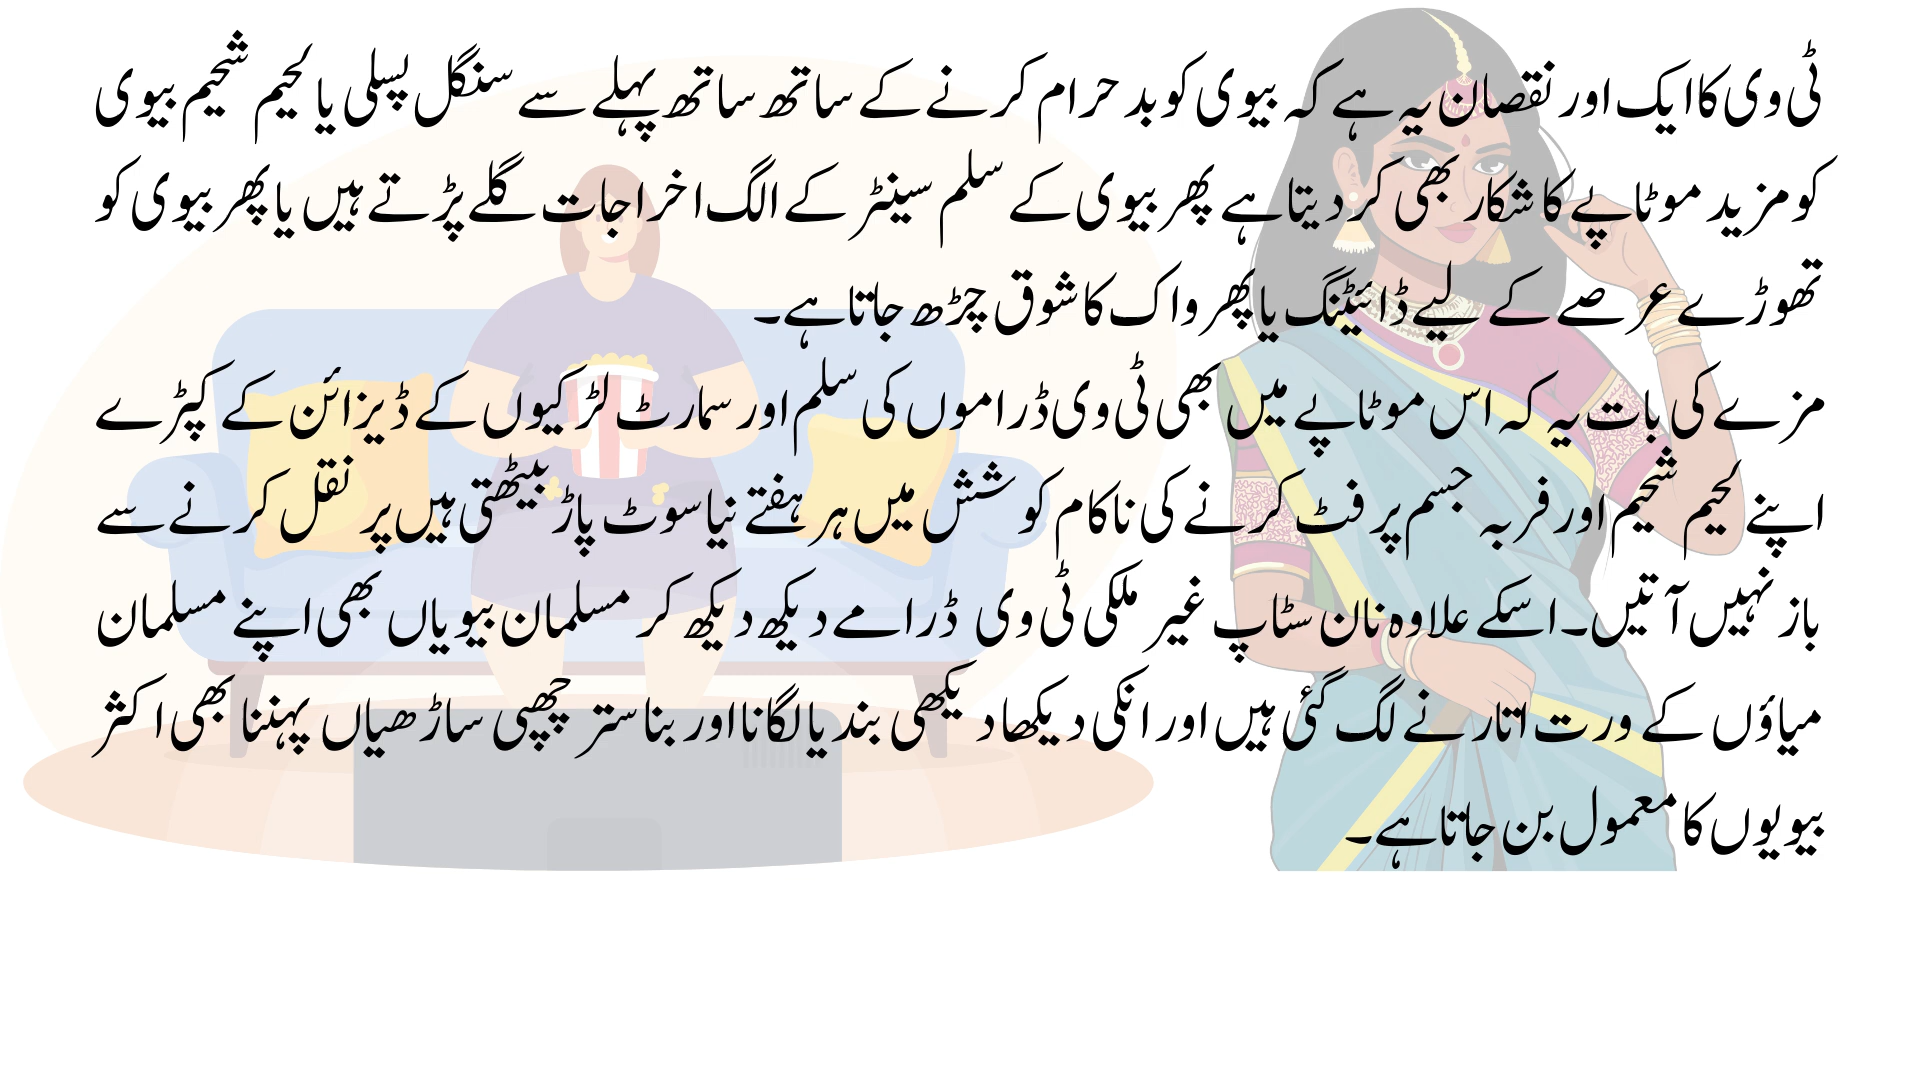 ٹی وی کا ایک اور نقصان یہ ہے کہ بیوی کو بد حرام کرنے کے ساتھ ساتھ پہلے سے سنگل پسلی یا لحیم شحیم بیوی
کو مزید موٹاپے کا شکار بھی کر دیتا ہے پھر بیوی کے سلم سینٹر کے الگ اخراجات گلے پڑتے ہیں یا پھر بیوی کو
تھوڑے عرصے کے لیے ڈائیٹنگ یا پھر واک کا شوق چڑھ جاتا ہے۔
مزے کی بات یہ کہ اس موٹاپے میں بھی ٹی وی ڈراموں کی سلم اور سمارٹ لڑکیوں کے ڈیزائن کے کپڑے
اپنے لحیم شحیم اور فربہ جسم پر فٹ کرنے کی ناکام کوشش میں ہر ہفتے نیا سوٹ پاڑ بیٹھتی ہیں پر نقل کرنے سے
باز نہیں آتیں۔ اسکے علاوہ نان سٹاپ غیر ملکی ٹی وی ڈرامے دیکھ دیکھ کر مسلمان بیویاں بھی اپنے مسلمان
میاؤں کے ورت اتارنے لگ گئی ہیں اور انکی دیکھا دیکھی بندیا لگانا اور بنا ستر چھپی ساڑھیاں پہننا بھی اکثر
بیویوں کا معمول بن جاتا ہے۔